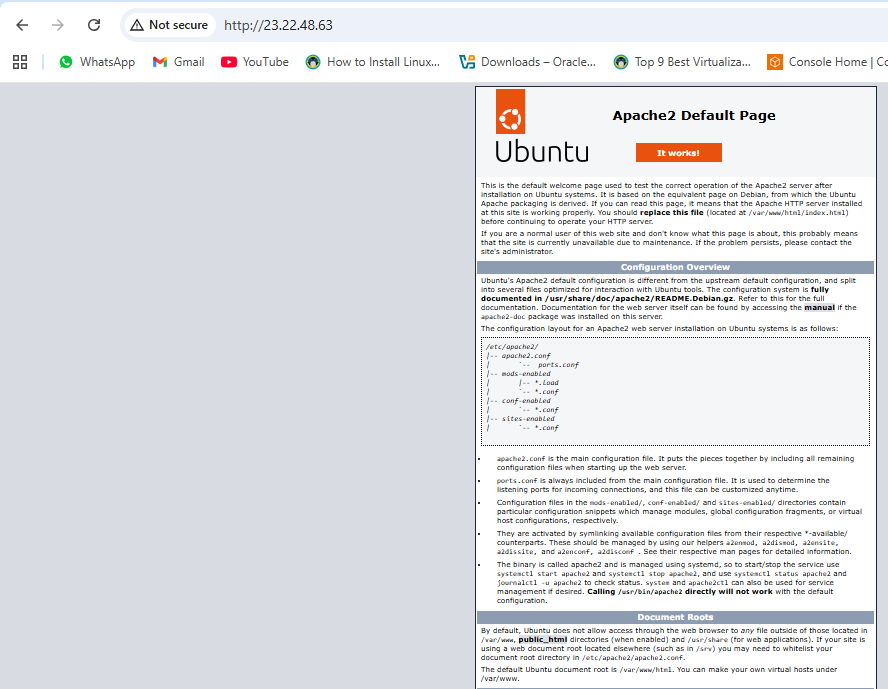 Not secure
http://23.22.48.63
WhatsApp
Gmail
YouTube
How to Install Linux...
Downloads – Oracle...
Top 9 Best Virtualiza...
Console Home | Co
Ubuntu
Apache2 Default Page
It works!
This is the default welcome page used to test the correct operation of the Apache2 server after
installation on Ubuntu systems. It is based on the equivalent page on Debian, from which the Ubuntu
Apache packaging is derived. If you can read this page, it means that the Apache HTTP server installed
at this site is working properly. You should replace this file (located at /var/www/html/index.html)
before continuing to operate your HTTP server.
If you are a normal user of this web site and don't know what this page is about, this probably means
that the site is currently unavailable due to maintenance. If the problem persists, please contact the
site's administrator.
Configuration Overview
Ubuntu's Apache2 default configuration is different from the upstream default configuration, and split
into several files optimized for interaction with Ubuntu tools. The configuration system is fully
documented in /usr/share/doc/apache2/README.Debian.gz. Refer to this for the full
documentation. Documentation for the web server itself can be found by accessing the manual if the
apache2-doc package was installed on this server.
The configuration layout for an Apache2 web server installation on Ubuntu systems is as follows:
/etc/apache2/
|-- apache2.conf
|       `--  ports.conf
|-- mods-enabled
|       |-- *.load
|       `-- *.conf
|-- conf-enabled
|       `-- *.conf
|-- sites-enabled
|       `-- *.conf
• apache2.conf is the main configuration file. It puts the pieces together by including all remaining
configuration files when starting up the web server.
• ports.conf is always included from the main configuration file. It is used to determine the
listening ports for incoming connections, and this file can be customized anytime.
• Configuration files in the mods-enabled/, conf-enabled/ and sites-enabled/ directories contain
particular configuration snippets which manage modules, global configuration fragments, or virtual
host configurations, respectively.
• They are activated by symlinking available configuration files from their respective *-available/
counterparts. These should be managed by using our helpers a2enmod, a2dismod, a2ensite,
a2dissite, and a2enconf, a2disconf . See their respective man pages for detailed information.
• The binary is called apache2 and is managed using systemd, so to start/stop the service use
systemctl start apache2 and systemctl stop apache2, and use systemctl status apache2 and
journalctl -u apache2 to check status. system and apache2ctl can also be used for service
management if desired. Calling /usr/bin/apache2 directly will not work with the default
configuration.
Document Roots
By default, Ubuntu does not allow access through the web browser to any file outside of those located in
/var/www, public_html directories (when enabled) and /usr/share (for web applications). If your site is
using a web document root located elsewhere (such as in /srv) you may need to whitelist your
document root directory in /etc/apache2/apache2.conf.
The default Ubuntu document root is /var/www/html. You can make your own virtual hosts under
/var/www.